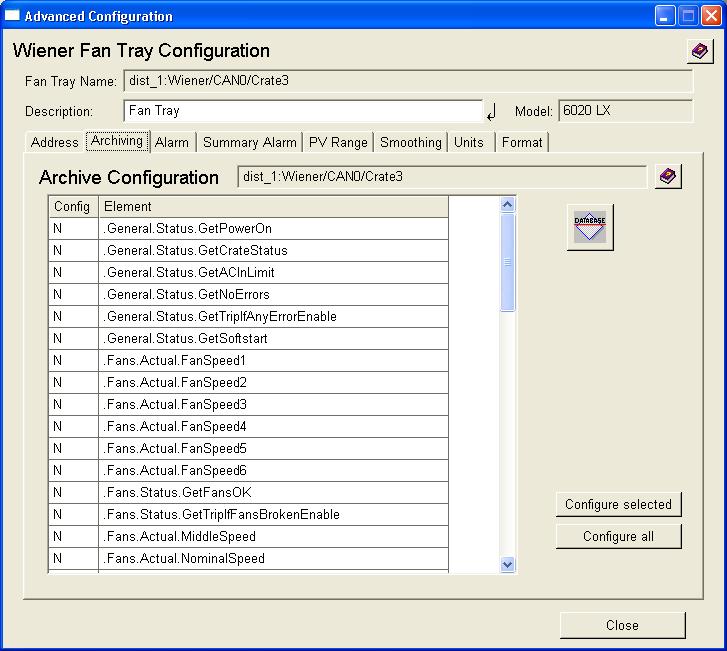 Advanced Configuration
Wiener Fan Tray Configuration
Fan Tray Name: dist_1:Wiener/CAN0/Crate3
Description: Fan Tray Model: 6020 LX
Address Archiving Alarm Summary Alarm PV Range Smoothing Units Format
Archive Configuration dist_1:Wiener/CAN0/Crate3
Config Element
DATABASE
N .General.Status.GetPowerOn
N .General.Status.GetCrateStatus
N .General.Status.GetACInLimit
N .General.Status.GetNoErrors
N .General.Status.GetTripIfAnyErrorEnable
N .General.Status.GetSoftstart
N .Fans.Actual.FanSpeed1
N .Fans.Actual.FanSpeed2
N .Fans.Actual.FanSpeed3
N .Fans.Actual.FanSpeed4
N .Fans.Actual.FanSpeed5
N .Fans.Actual.FanSpeed6
N .Fans.Status.GetFansOK
N .Fans.Status.GetTripIfFansBrokenEnable
N .Fans.Actual.MiddleSpeed
N .Fans.Actual.NominalSpeed
Configure selected
Configure all
Close